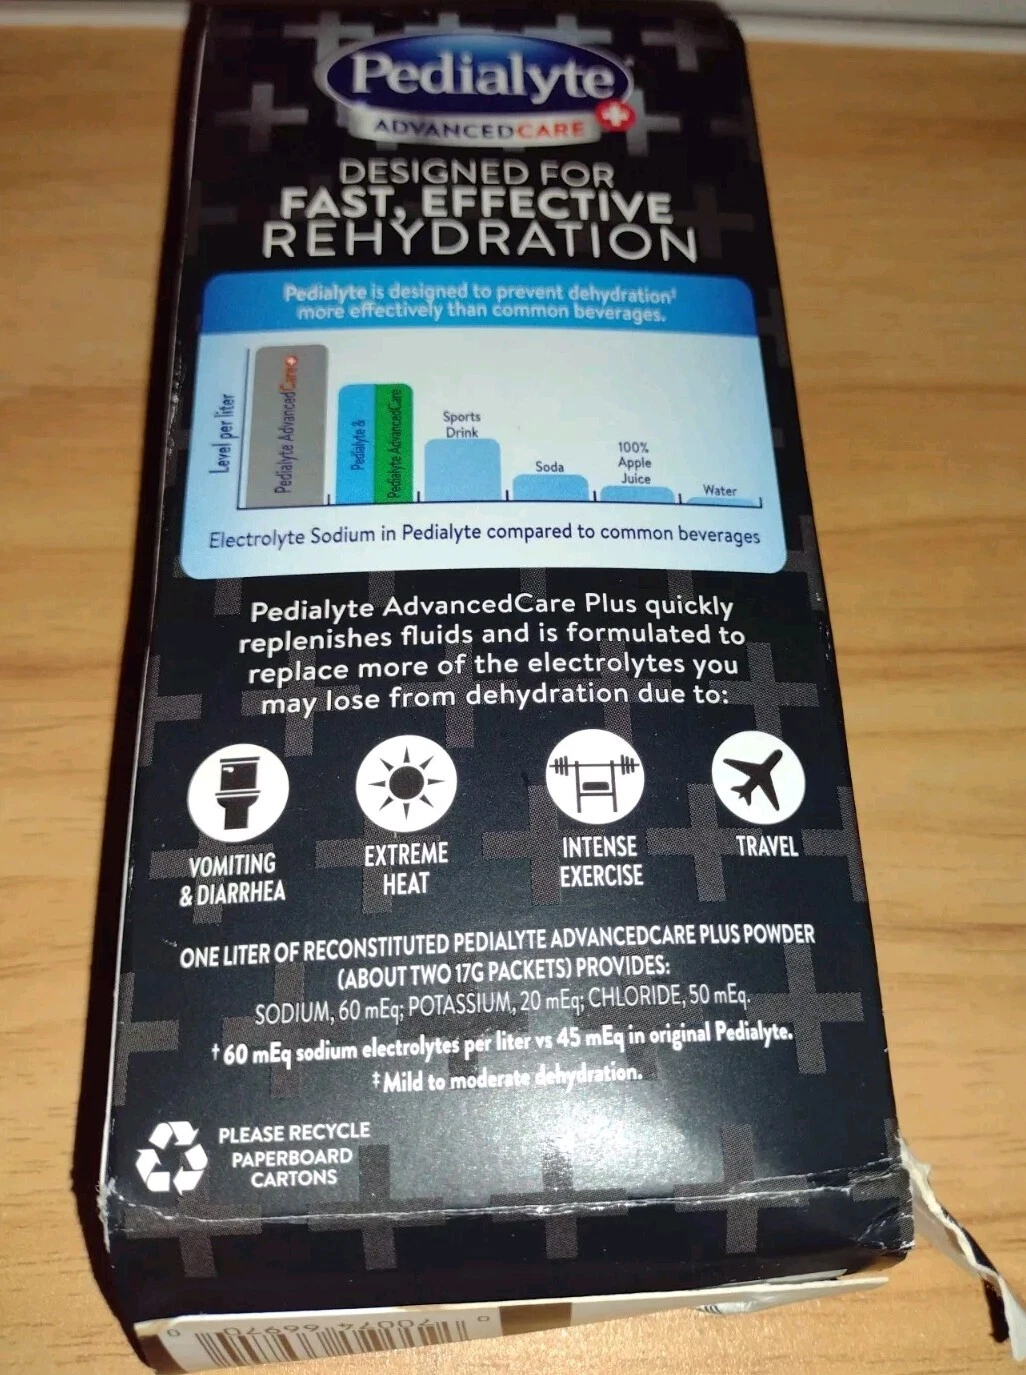 Pedialyte
ADVANCEDCARE
DESIGNED FOR
FAST, EFFECTIVE
REHYDRATION
Pedialyte is designed to prevent dehydration‡
more effectively than common beverages.
Level per liter
Pedialyte AdvancedCare+
Pedialyte &
Pedialyte AdvancedCare
Sports
Drink
Soda
100%
Apple
Juice
Water
Electrolyte Sodium in Pedialyte compared to common beverages
Pedialyte AdvancedCare Plus quickly
replenishes fluids and is formulated to
replace more of the electrolytes you
may lose from dehydration due to:
VOMITING
& DIARRHEA
EXTREME
HEAT
INTENSE
EXERCISE
TRAVEL
ONE LITER OF RECONSTITUTED PEDIALYTE ADVANCEDCARE PLUS POWDER
(ABOUT TWO 17G PACKETS) PROVIDES:
SODIUM, 60 mEq; POTASSIUM, 20 mEq; CHLORIDE, 50 mEq.
† 60 mEq sodium electrolytes per liter vs 45 mEq in original Pedialyte.
‡ Mild to moderate dehydration.
PLEASE RECYCLE
PAPERBOARD
CARTONS